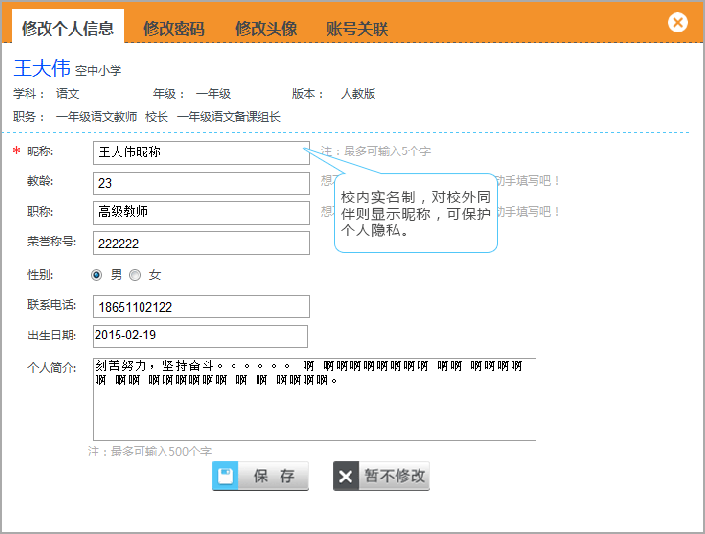 修改个人信息 修改密码 修改头像 账号关联
王大伟 空中小学
学科： 语文 年级： 一年级 版本： 人教版
职务： 一年级语文教师 校长 一年级语文备课组长
* 昵称: 王大伟昵称 注：最多可输入5个字
教龄: 23 想 动手填写吧！
职称: 高级教师 想 动手填写吧！
校内实名制，对校外同
伴则显示昵称，可保护
个人隐私。
荣誉称号: 222222
性别: 男 女
联系电话: 18651102122
出生日期: 2015-02-19
个人简介: 刻苦努力，坚持奋斗。。。。。。 啊 啊啊啊啊啊啊啊啊 啊啊 啊啊啊啊
啊 啊啊 啊啊啊啊啊啊 啊 啊 啊啊啊啊。
注：最多可输入500个字
保 存 暂不修改